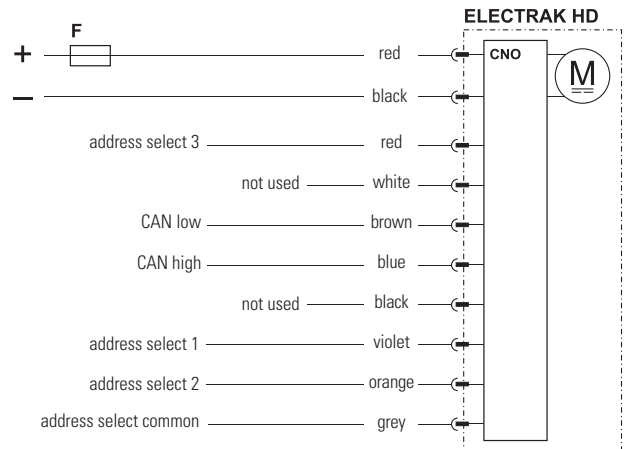 ELECTRAK HD
F
+ red CNO
M
– black
address select 3 red
not used white
CAN low brown
CAN high blue
not used black
address select 1 violet
address select 2 orange
address select common grey